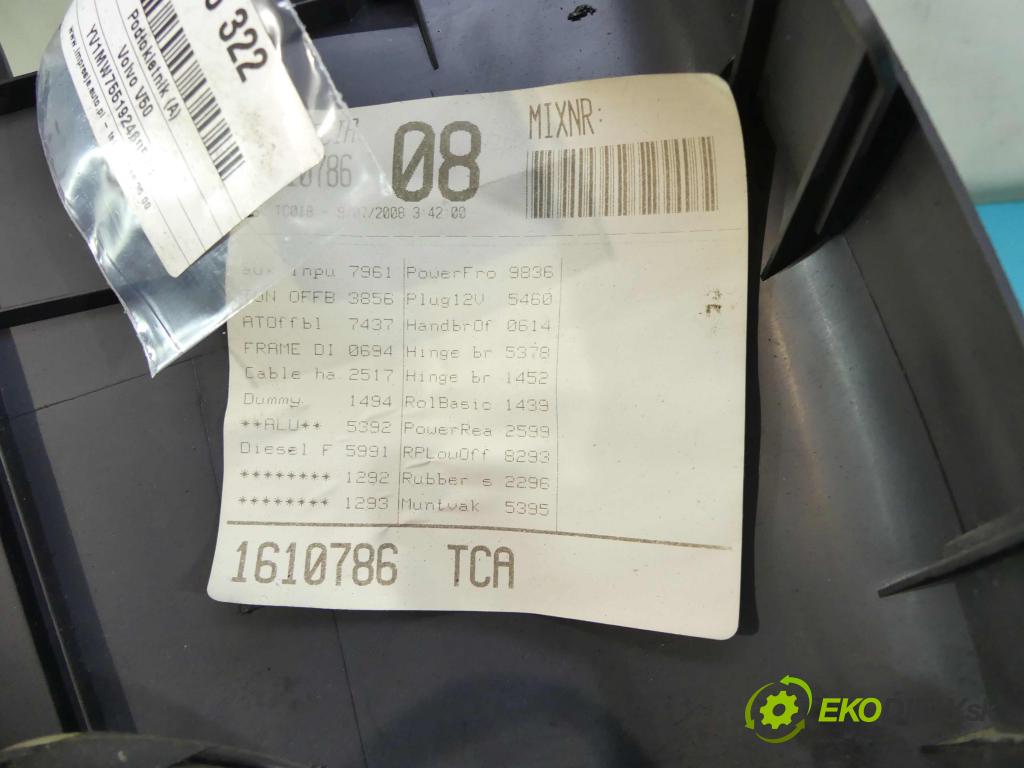 322
Podłokietnik (A)
Volvo V50
08
MIXNR:
TC018 - 9/07/2008 3:42:00
inpu 7961 PowerFro 9836
OFFB 3856 Plug12V 5460
ATOffbl 7437 HandbrOf 0614
FRAME DI 0694 Hinge br 5378
Cable ha 2517 Hinge br 1452
Dummy 1494 RolBasic 1439
**ALU** 5392 PowerRea 2599
Diesel F 5991 RPLowOff 8293
******** 1292 Rubber s 2296
******** 1293 Muntvak 5395
1610786 TCA
EKO